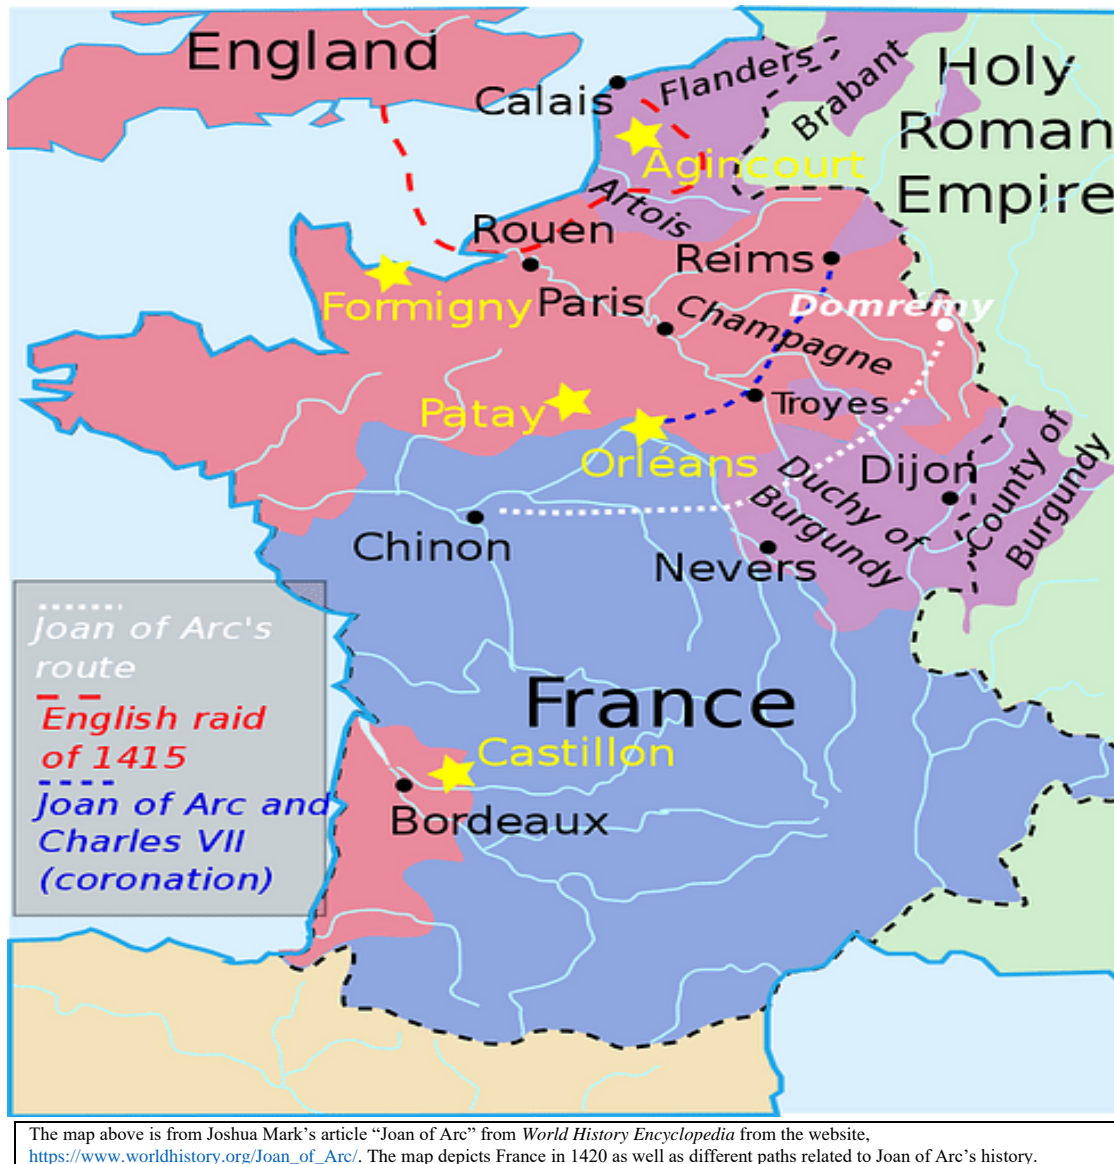 England
Holy
Roman
Empire
Flanders
Brabant
Calais
Agincourt
Artois
Rouen
Reims
Formigny
Paris
Domrémy
Champagne
Patay
Troyes
Orléans
Dijon
Duchy of
Burgundy
County of
Burgundy
Chinon
Nevers
Joan of Arc's
route
English raid
of 1415
Joan of Arc and
Charles VII
(coronation)
France
Castillon
Bordeaux
The map above is from Joshua Mark’s article “Joan of Arc” from World History Encyclopedia from the website,
https://www.worldhistory.org/Joan_of_Arc/. The map depicts France in 1420 as well as different paths related to Joan of Arc’s history.